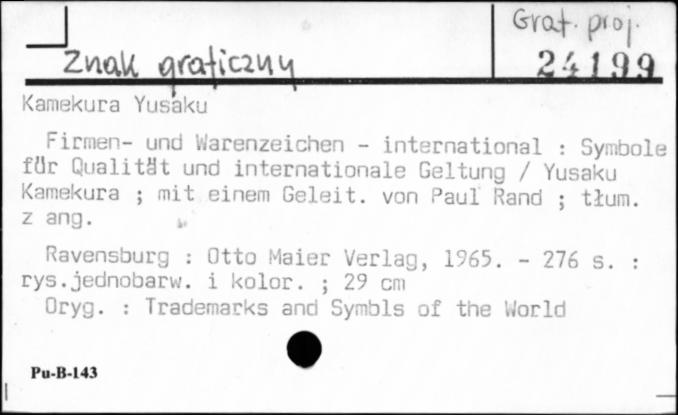 Graf. proj.
Znak graficzny 24199
Kamekura Yusaku
Firmen- und Warenzeichen - international : Symbole
für Qualität und internationale Geltung / Yusaku
Kamekura ; mit einem Geleit. von Paul Rand ; tłum.
z ang.
Ravensburg : Otto Maier Verlag, 1965. - 276 s. :
rys.jednobarw. i kolor. ; 29 cm
Oryg. : Trademarks and Symbls of the World
Pu-B-143